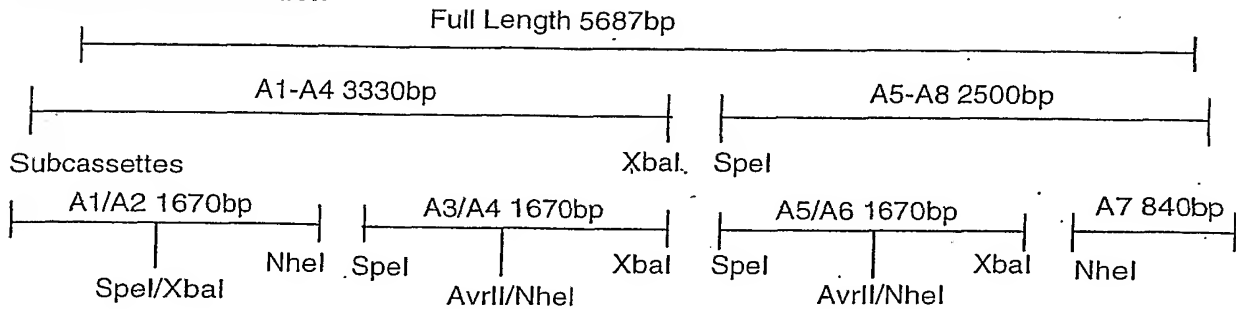 Full Length 5687bp
A1-A4 3330bp A5-A8 2500bp
Subcassettes XbaI SpeI
A1/A2 1670bp A3/A4 1670bp A5/A6 1670bp A7 840bp
NheI SpeI XbaI SpeI XbaI NheI
SpeI/XbaI AvrII/NheI AvrII/NheI